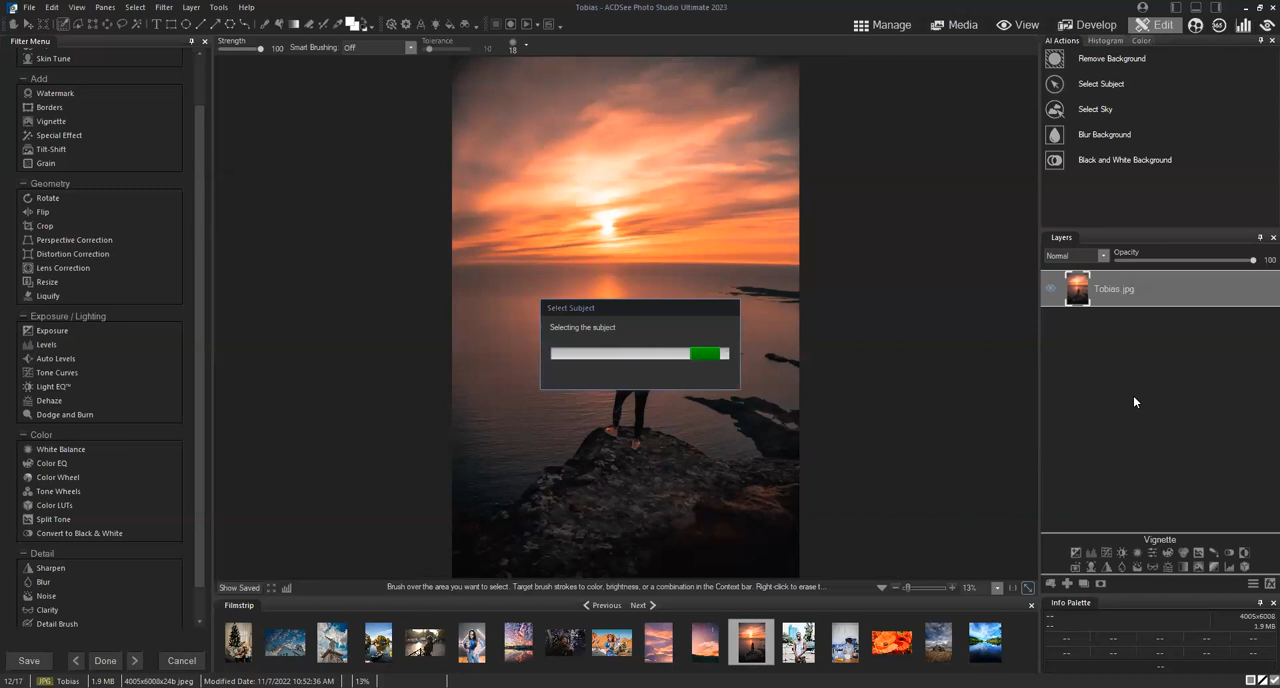 File Edit View Panes Select Filter Layer Tools Help
Tobias - ACDSee Photo Studio Ultimate 2023
Manage Media View Develop Edit 365
Strength 100 Smart Brushing: Off Tolerance 10 18
Filter Menu
Skin Tune
Add
Watermark
Borders
Vignette
Special Effect
Tilt-Shift
Grain
Geometry
Rotate
Flip
Crop
Perspective Correction
Distortion Correction
Lens Correction
Resize
Liquify
Exposure / Lighting
Exposure
Levels
Auto Levels
Tone Curves
Light EQ™
Dehaze
Dodge and Burn
Color
White Balance
Color EQ
Color Wheel
Tone Wheels
Color LUTs
Split Tone
Convert to Black & White
Detail
Sharpen
Blur
Noise
Clarity
Detail Brush
Save Done Cancel
Select Subject
Selecting the subject
AI Actions Histogram Color
Remove Background
Select Subject
Select Sky
Blur Background
Black and White Background
Layers
Normal Opacity 100
Tobias.jpg
Vignette
Show Saved
Brush over the area you want to select. Target brush strokes to color, brightness, or a combination in the Context bar. Right-click to erase t...
13% 1:1
Filmstrip Previous Next
Info Palette
-- 4005x6008
-- 1.9 MB
-- -- -- --
-- -- -- --
--
12/17 JPG Tobias 1.9 MB 4005x6008x24b jpeg Modified Date: 11/7/2022 10:52:36 AM 13%